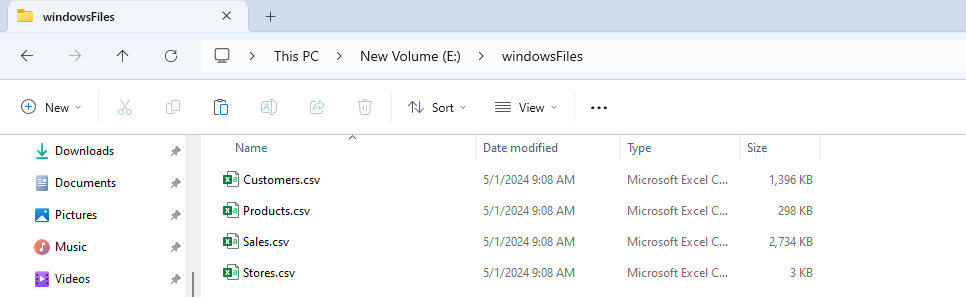 windowsFiles
This PC New Volume (E:) windowsFiles
New Sort View
Downloads
Documents
Pictures
Music
Videos
Name Date modified Type Size
Customers.csv 5/1/2024 9:08 AM Microsoft Excel C... 1,396 KB
Products.csv 5/1/2024 9:08 AM Microsoft Excel C... 298 KB
Sales.csv 5/1/2024 9:08 AM Microsoft Excel C... 2,734 KB
Stores.csv 5/1/2024 9:08 AM Microsoft Excel C... 3 KB